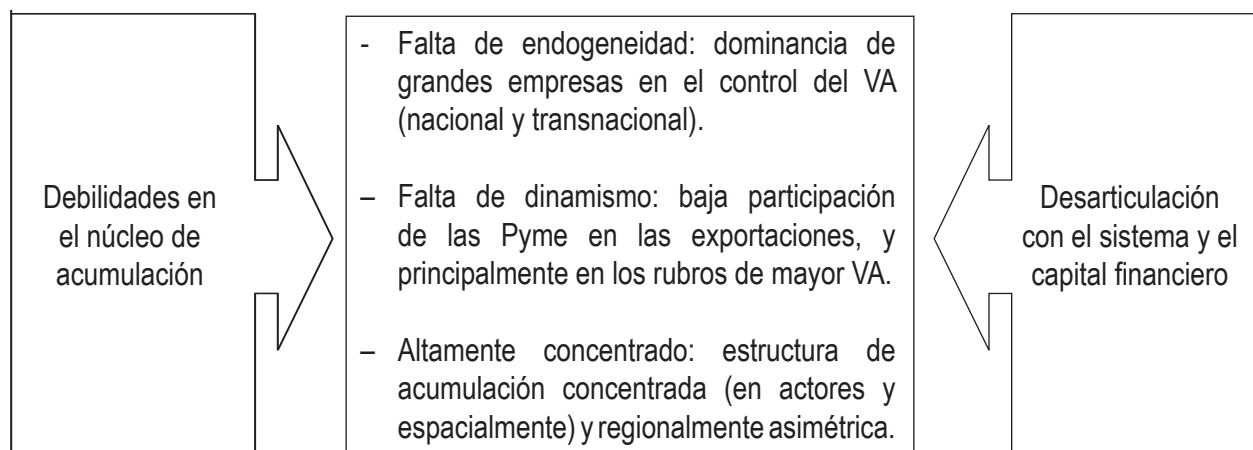 Debilidades en
el núcleo de
acumulación
- Falta de endogeneidad: dominancia de
grandes empresas en el control del VA
(nacional y transnacional).
– Falta de dinamismo: baja participación
de las Pyme en las exportaciones, y
principalmente en los rubros de mayor VA.
– Altamente concentrado: estructura de
acumulación concentrada (en actores y
espacialmente) y regionalmente asimétrica.
Desarticulación
con el sistema y el
capital financiero